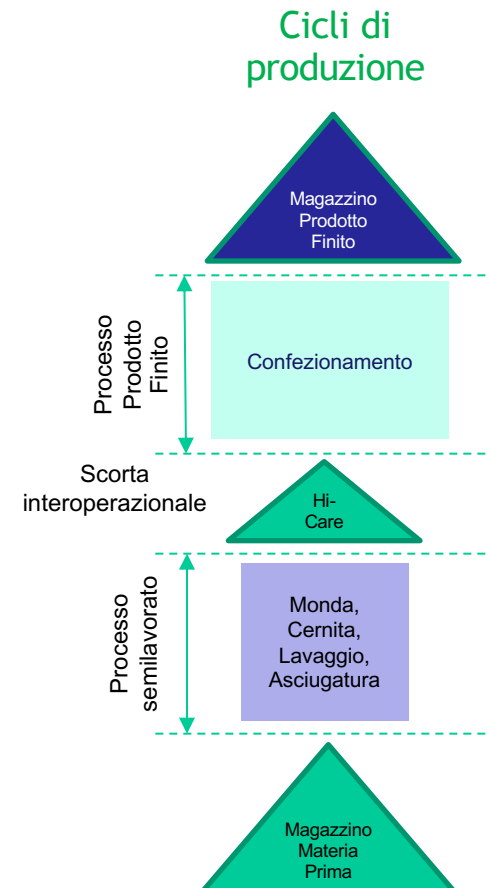 Cicli di
produzione
Magazzino
Prodotto
Finito
Processo
Prodotto
Finito
Confezionamento
Scorta
interoperazionale
Hi-
Care
Processo
semilavorato
Monda,
Cernita,
Lavaggio,
Asciugatura
Magazzino
Materia
Prima